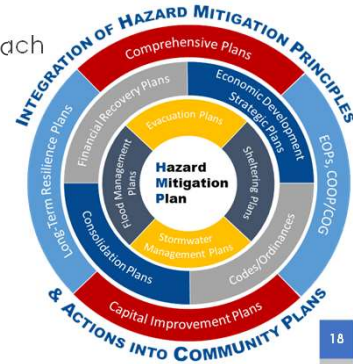 ach
INTEGRATION OF HAZARD MITIGATION PRINCIPLES
& ACTIONS INTO COMMUNITY PLANS
Comprehensive Plans
EOPs, COOP/COG
Capital Improvement Plans
Long-Term Resilience Plans
Financial Recovery Plans
Economic Development
Strategic Plans
Codes/Ordinances
Consolidation Plans
Evacuation Plans
Sheltering Plans
Stormwater
Management Plans
Flood Management
Plans
Hazard
Mitigation
Plan
18